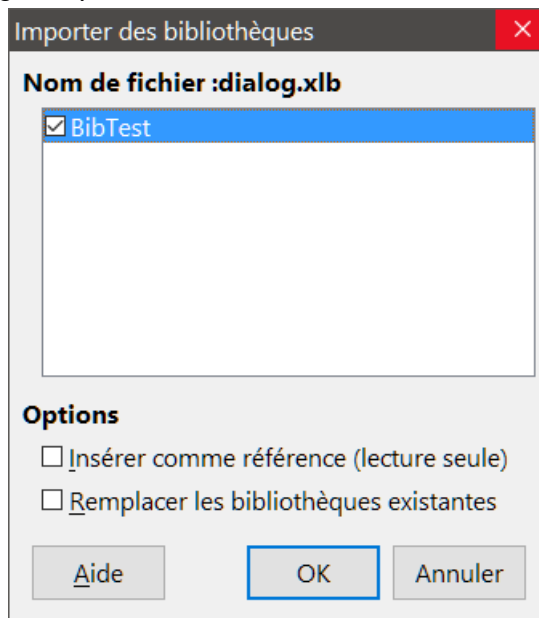 Importer des bibliothèques
Nom de fichier :dialog.xlb
BibTest
Options
Insérer comme référence (lecture seule)
Remplacer les bibliothèques existantes
Aide OK Annuler